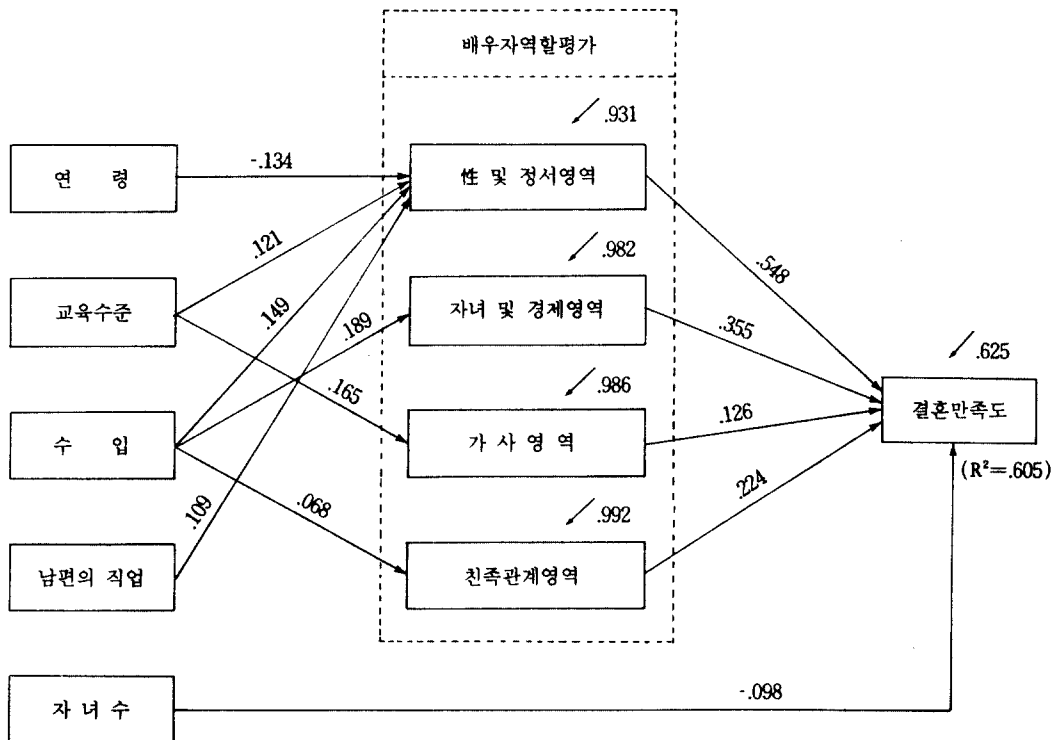 배우자역할평가
.931
연 령
-.134
性 및 정서영역
.121
.982
.548
교육수준
.149
.189
자녀 및 경제영역
.355
.625
.165
.986
수 입
가 사 영 역
.126
결혼만족도
(R²=.605)
.109
.068
.992
.224
남편의 직업
친족관계영역
자 녀 수
-.098